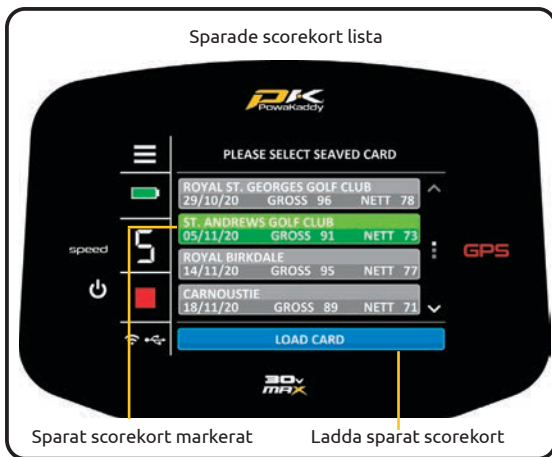 Sparade scorekort lista
PK
PowaKaddy
PLEASE SELECT SEAVED CARD
ROYAL ST. GEORGES GOLF CLUB
29/10/20 GROSS 96 NETT 78
ST. ANDREWS GOLF CLUB
05/11/20 GROSS 91 NETT 73
speed
5
GPS
ROYAL BIRKDALE
14/11/20 GROSS 95 NETT 77
CARNOUSTIE
18/11/20 GROSS 89 NETT 71
LOAD CARD
30V
MAX
Sparat scorekort markerat
Ladda sparat scorekort